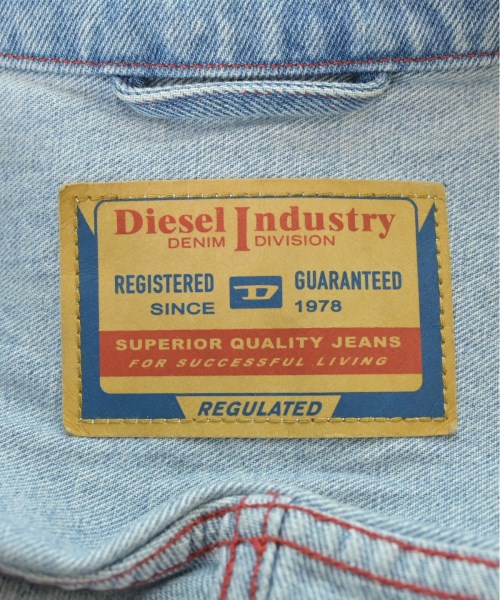 Diesel Industry
DENIM DIVISION
REGISTERED D GUARANTEED
SINCE 1978
SUPERIOR QUALITY JEANS
FOR SUCCESSFUL LIVING
REGULATED